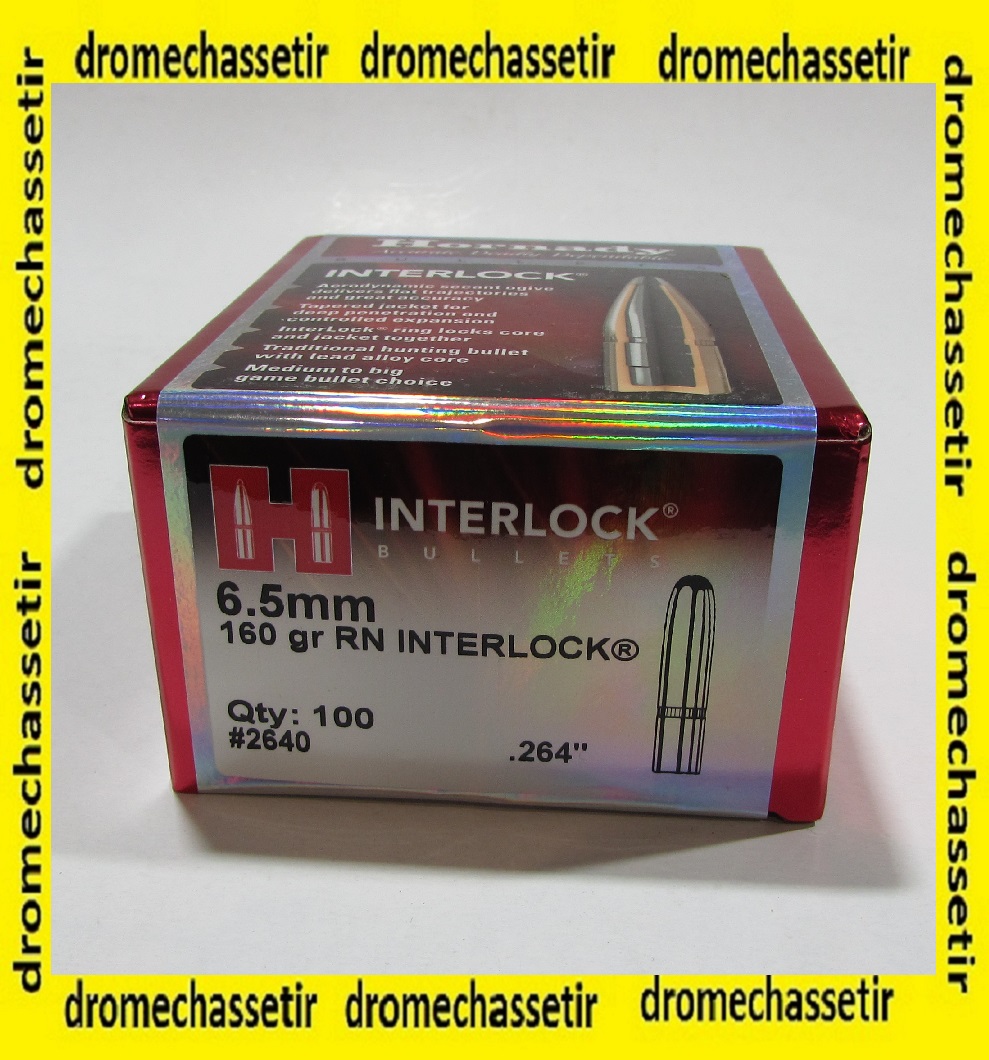 dromechassetir dromechassetir dromechassetir
dromechassetir
dromechassetir
dromechassetir
dromechassetir
Hornady
Accurate. Deadly. Dependable.
INTERLOCK®
Aerodynamic secant ogive
delivers flat trajectories
and great accuracy
Tapered jacket for
deep penetration and
controlled expansion
InterLock® ring locks core
and jacket together
Traditional hunting bullet
with lead alloy core
Medium to big
game bullet choice
H INTERLOCK®
BULLETS
6.5mm
160 gr RN INTERLOCK®
Qty: 100
#2640
.264"
dromechassetir dromechassetir dromechassetir